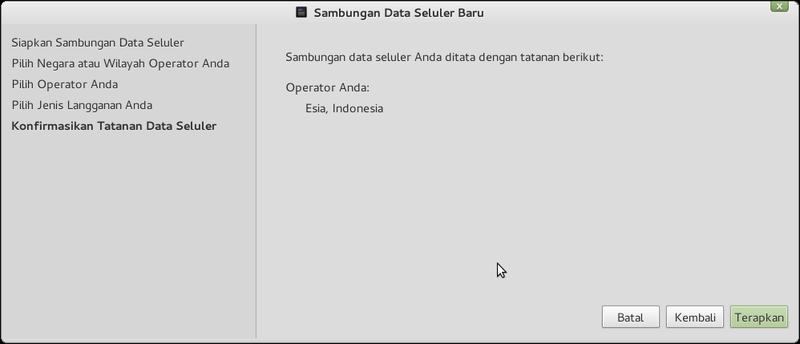 Sambungan Data Seluler Baru
x
Siapkan Sambungan Data Seluler
Pilih Negara atau Wilayah Operator Anda
Pilih Operator Anda
Pilih Jenis Langganan Anda
Konfirmasikan Tatanan Data Seluler
Sambungan data seluler Anda ditata dengan tatanan berikut:
Operator Anda:
Esia, Indonesia
Batal
Kembali
Terapkan